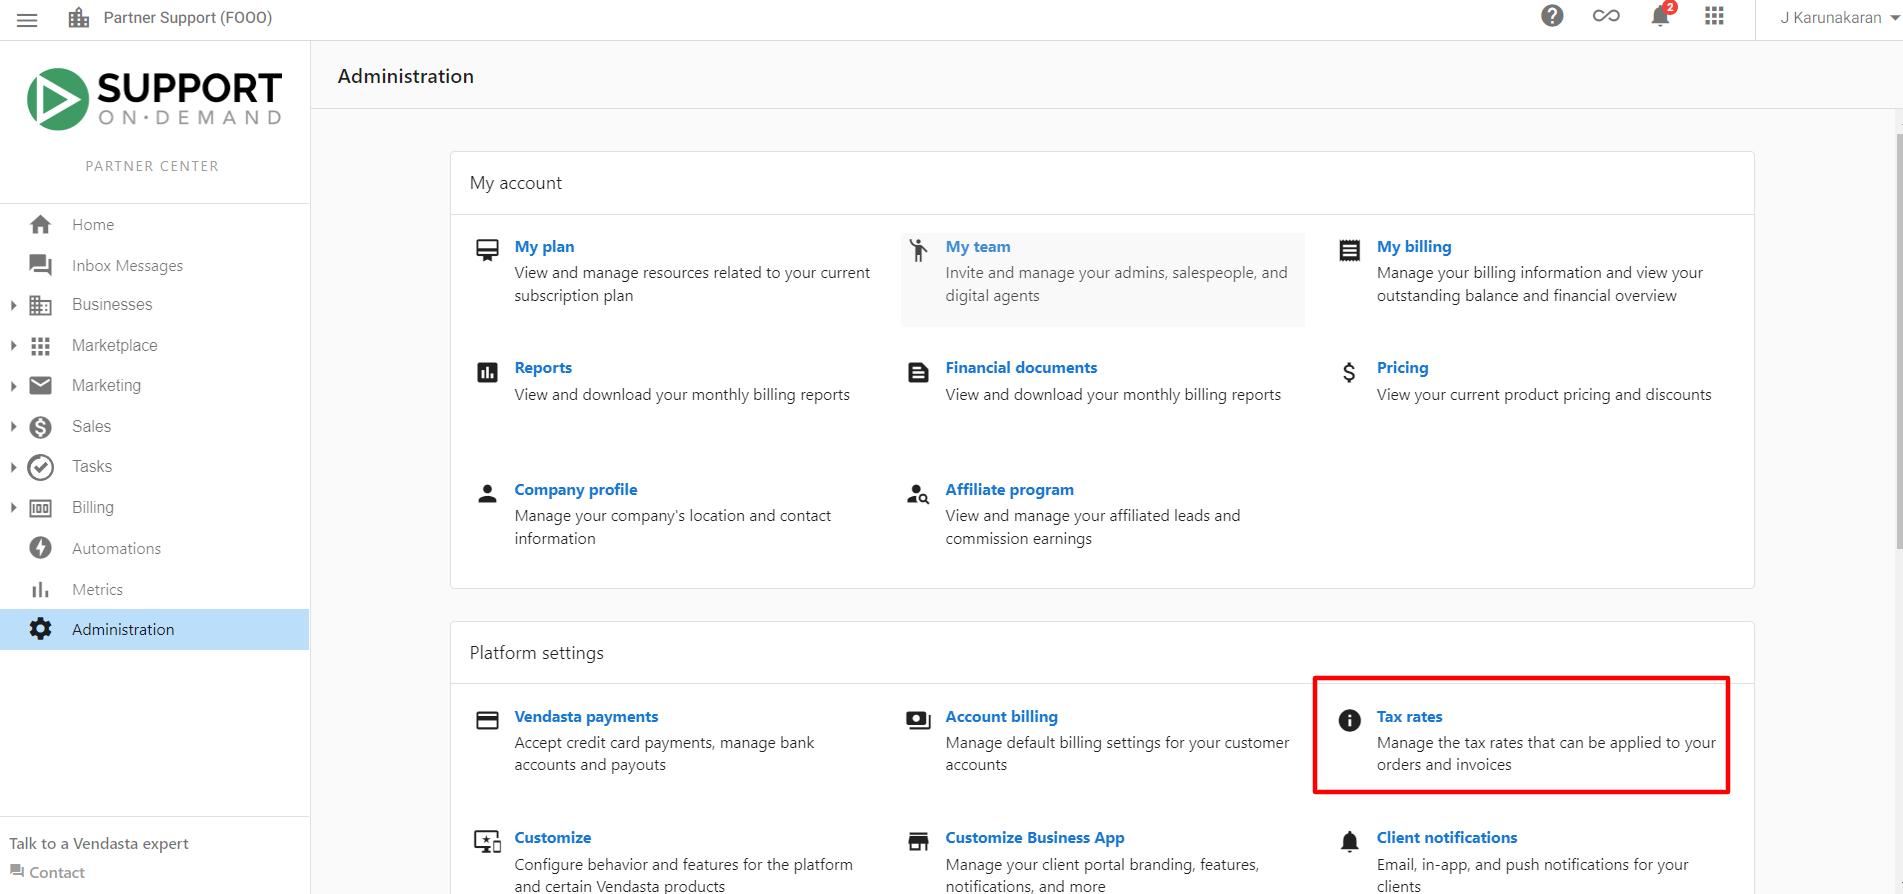 Partner Support (FOOO)
2
J Karunakaran
SUPPORT
ON·DEMAND
PARTNER CENTER
Home
Inbox Messages
Businesses
Marketplace
Marketing
Sales
Tasks
Billing
Automations
Metrics
Administration
Talk to a Vendasta expert
Contact
Administration
My account
My plan
View and manage resources related to your current
subscription plan
My team
Invite and manage your admins, salespeople, and
digital agents
My billing
Manage your billing information and view your
outstanding balance and financial overview
Reports
View and download your monthly billing reports
Financial documents
View and download your monthly billing reports
Pricing
View your current product pricing and discounts
Company profile
Manage your company's location and contact
information
Affiliate program
View and manage your affiliated leads and
commission earnings
Platform settings
Vendasta payments
Accept credit card payments, manage bank
accounts and payouts
Account billing
Manage default billing settings for your customer
accounts
Tax rates
Manage the tax rates that can be applied to your
orders and invoices
Customize
Configure behavior and features for the platform
and certain Vendasta products
Customize Business App
Manage your client portal branding, features,
notifications, and more
Client notifications
Email, in-app, and push notifications for your
clients